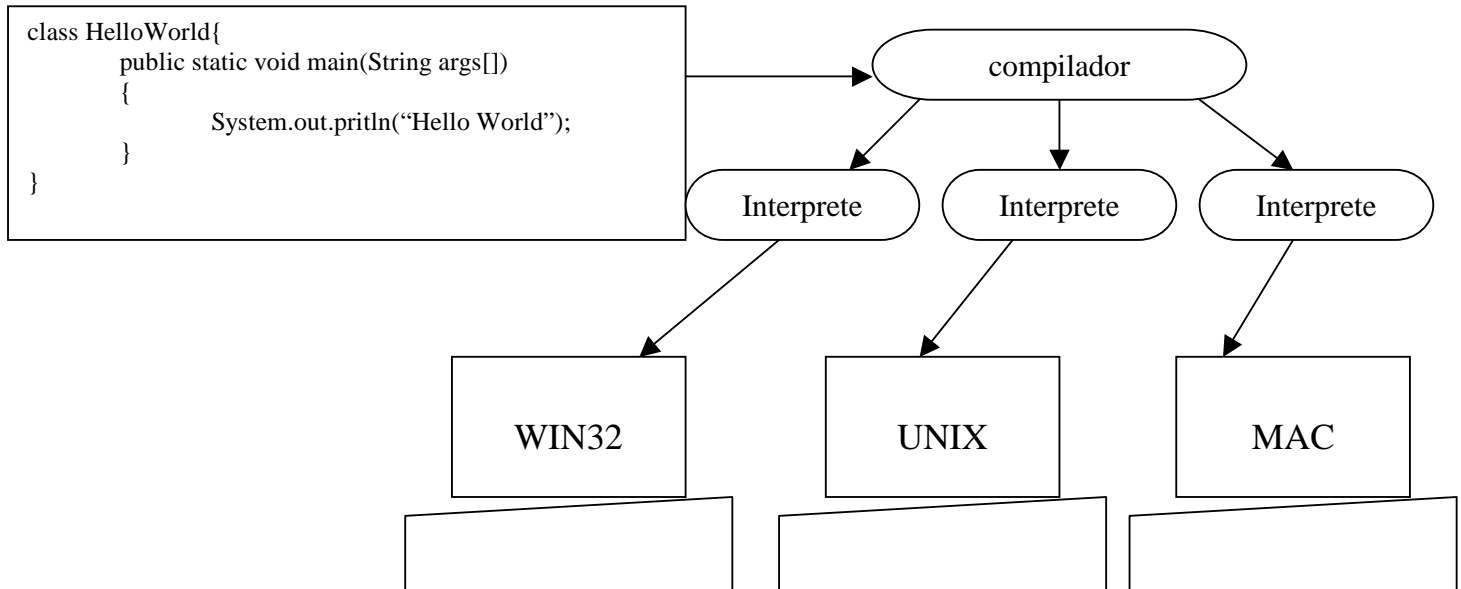 class HelloWorld{
public static void main(String args[])
{
System.out.pritln(“Hello World”);
}
}
compilador
Interprete
Interprete
Interprete
WIN32
UNIX
MAC